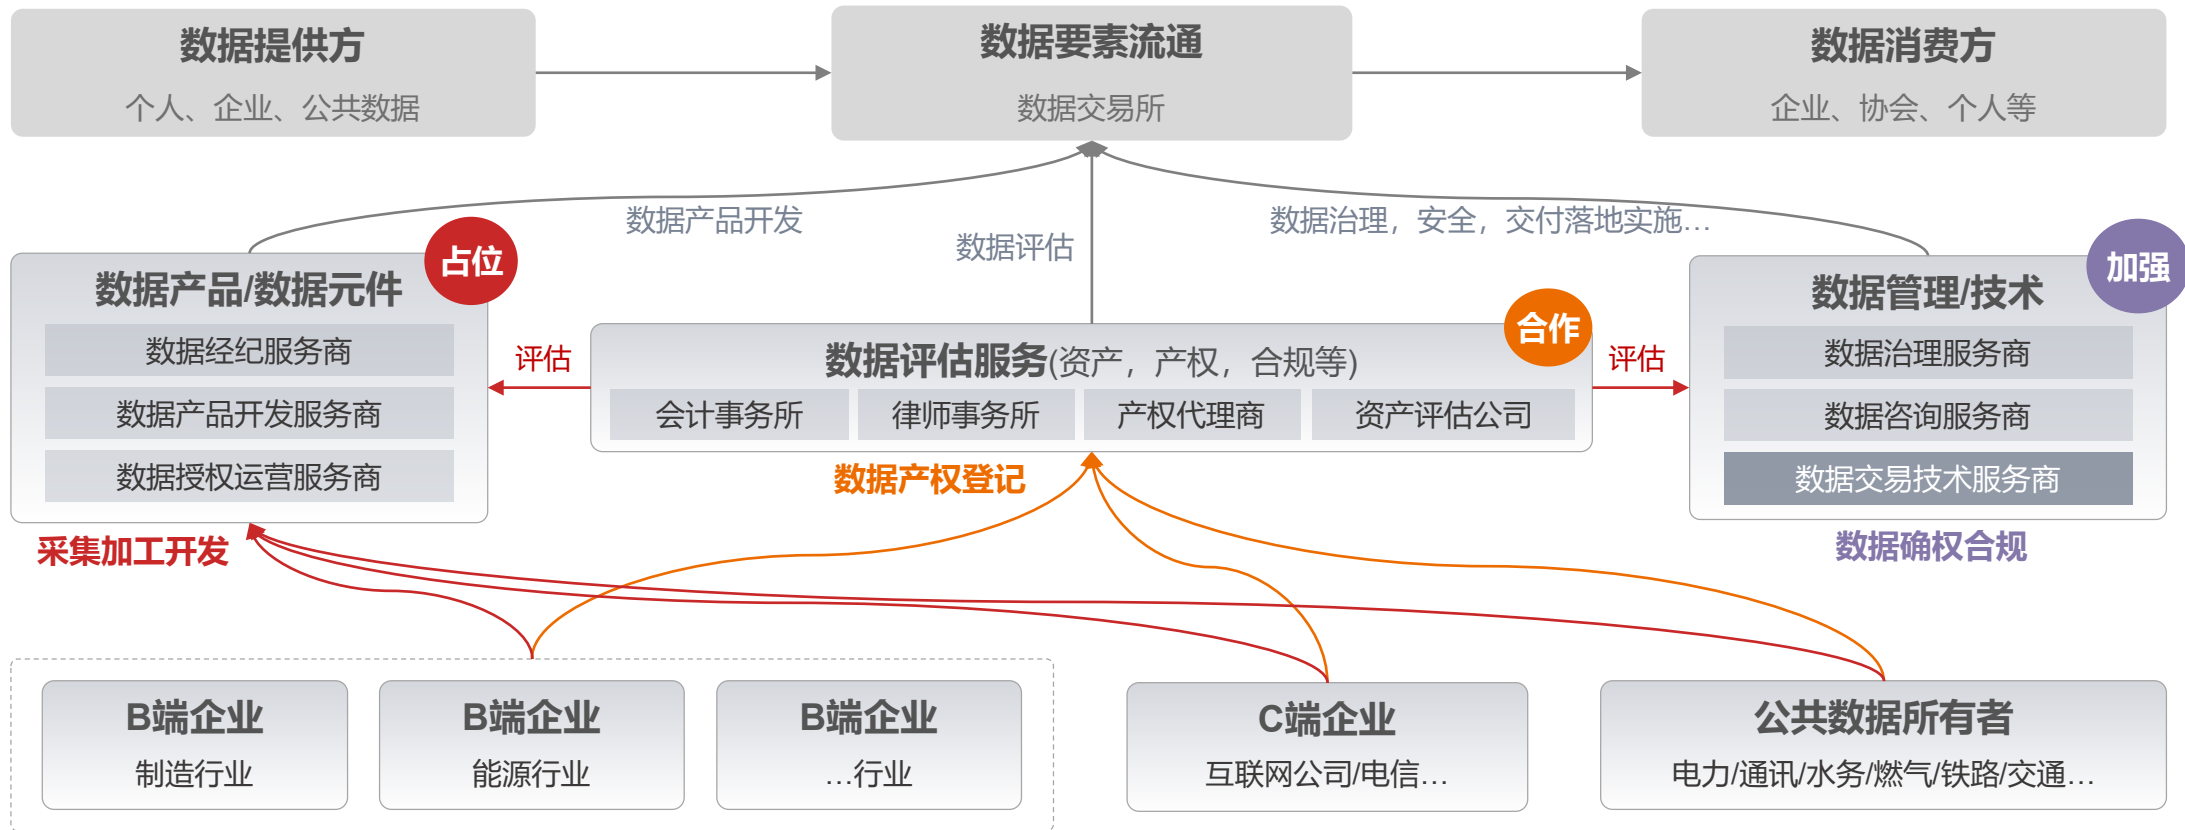 数据提供方
个人、企业、公共数据
数据要素流通
数据交易所
数据消费方
企业、协会、个人等
数据产品开发
数据评估
数据治理，安全，交付落地实施…
占位
数据产品/数据元件
数据经纪服务商
数据产品开发服务商
数据授权运营服务商
采集加工开发
评估
合作
数据评估服务(资产，产权，合规等)
会计事务所
律师事务所
产权代理商
资产评估公司
数据产权登记
评估
加强
数据管理/技术
数据治理服务商
数据咨询服务商
数据交易技术服务商
数据确权合规
B端企业
制造行业
B端企业
能源行业
B端企业
…行业
C端企业
互联网公司/电信…
公共数据所有者
电力/通讯/水务/燃气/铁路/交通…